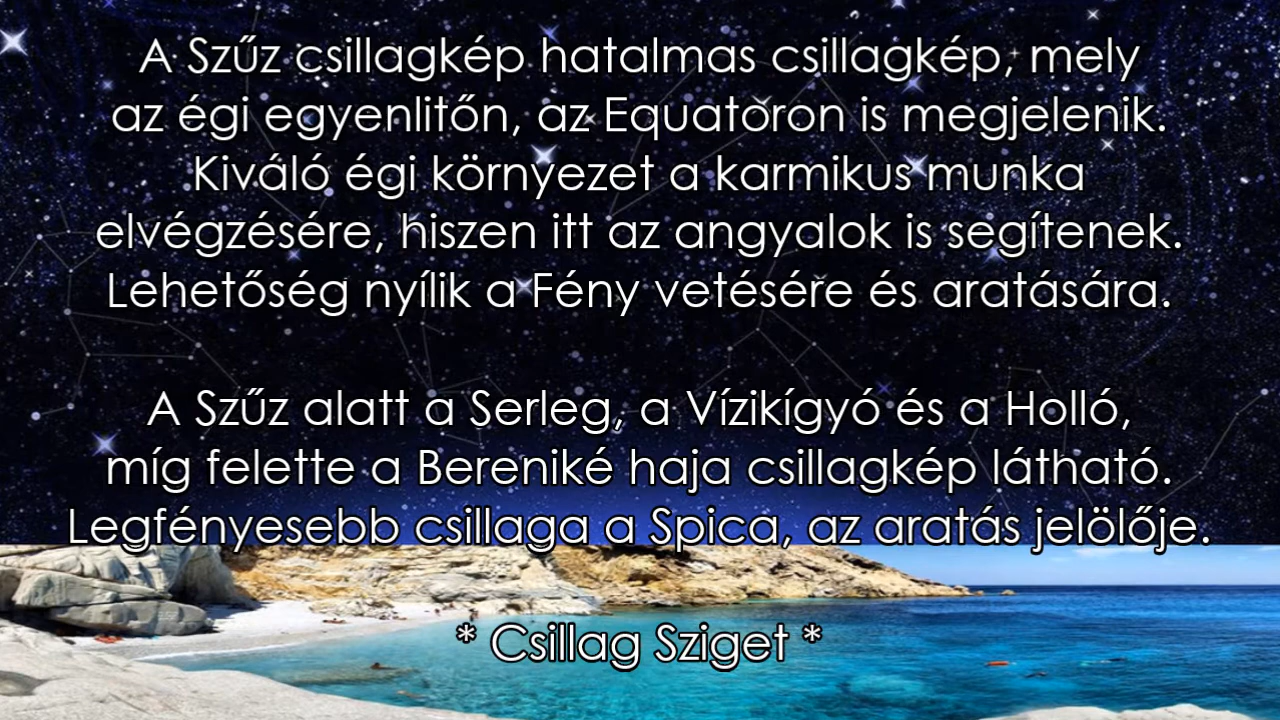 A Szűz csillagkép hatalmas csillagkép, mely
az égi egyenlitőn, az Equatoron is megjelenik.
Kiváló égi környezet a karmikus munka
elvégzésére, hiszen itt az angyalok is segítenek.
Lehetőség nyílik a Fény vetésére és aratására.
A Szűz alatt a Serleg, a Vízikígyó és a Holló,
míg felette a Bereniké haja csillagkép látható.
Legfényesebb csillaga a Spica, az aratás jelölője.
* Csillag Sziget *